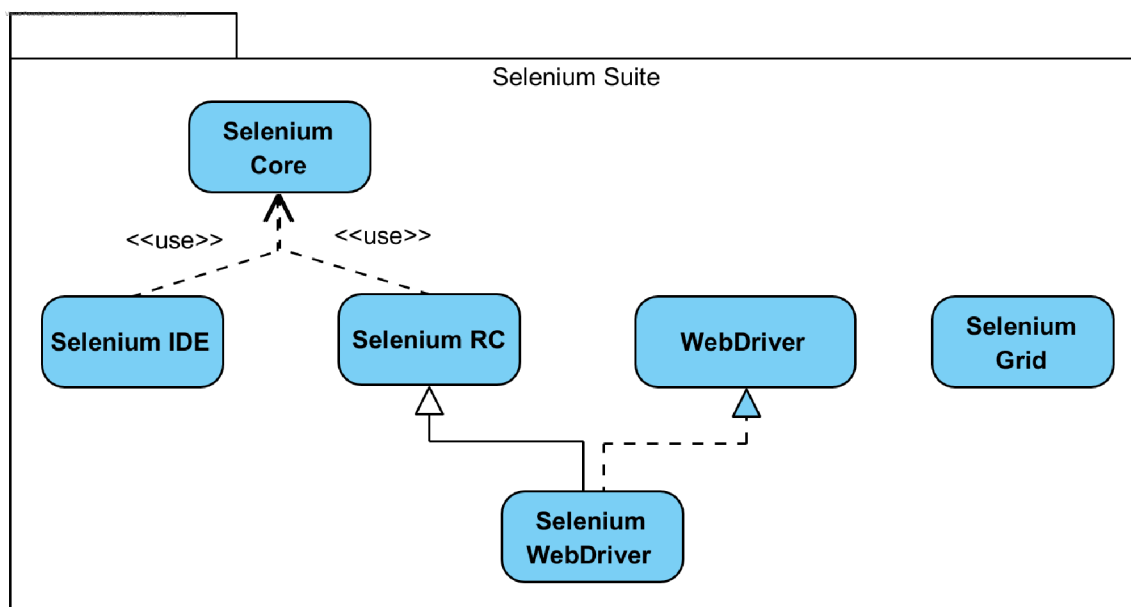 Selenium Suite
Selenium
Core
<<use>>
<<use>>
Selenium IDE
Selenium RC
WebDriver
Selenium
Grid
Selenium
WebDriver